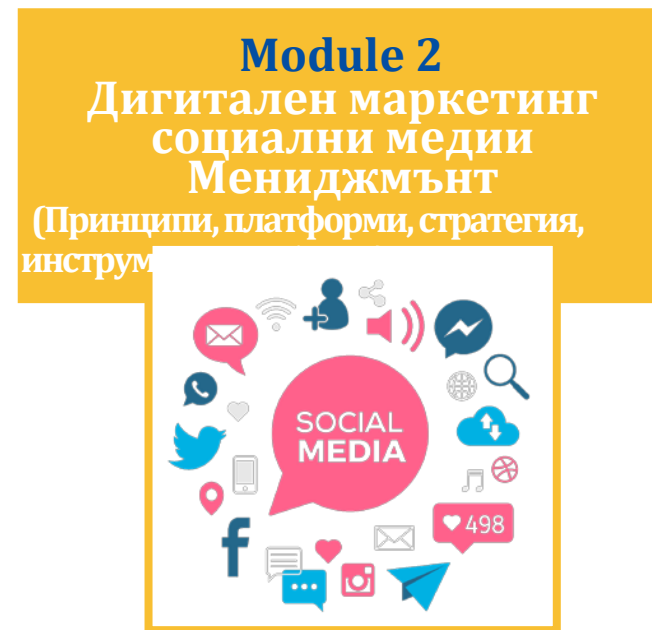 Module 2
Дигитален маркетинг
социални медии
Мениджмънт
(Принципи, платформи, стратегия,
SOCIAL
MEDIA
498